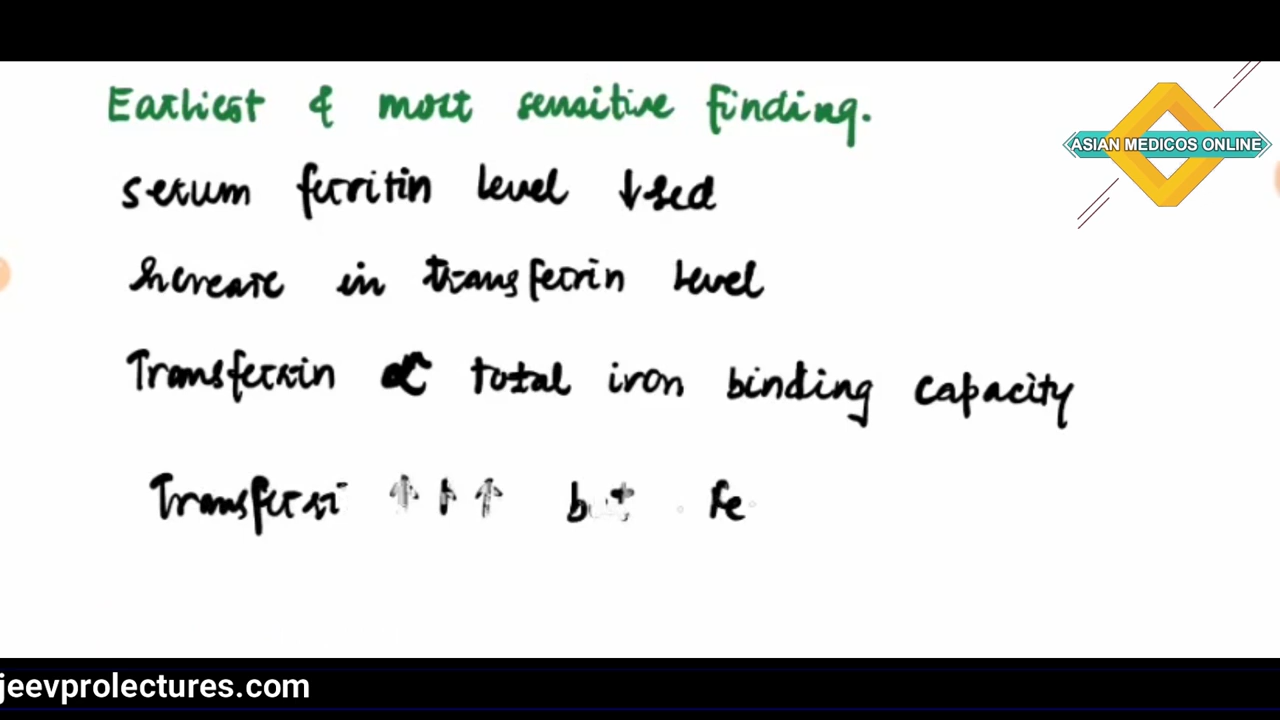 Earliest & most sensitive finding.
ASIAN MEDICOS ONLINE
serum ferritin level ↓sed
Increase in transferrin level
Transferrin ∝ total iron binding capacity
Transferri ↑↑↑ but Fe
jeevprolectures.com